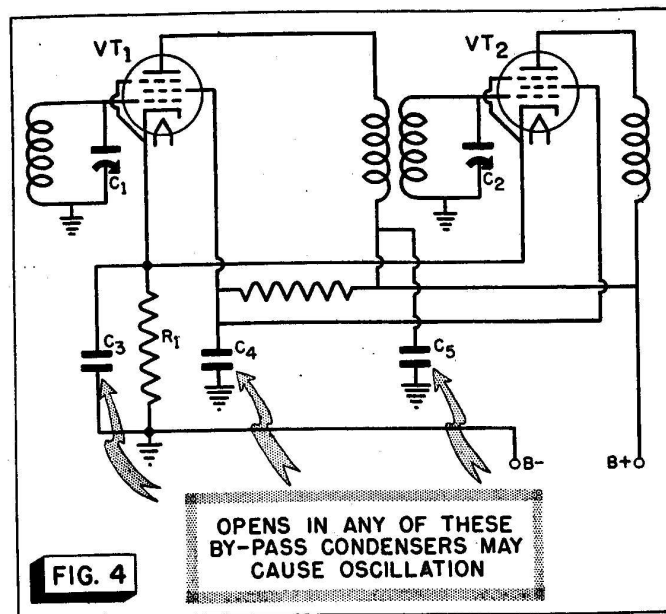 VT1
VT2
C1
C2
C3
R1
C4
C5
B-
B+
OPENS IN ANY OF THESE
BY-PASS CONDENSERS MAY
CAUSE OSCILLATION
FIG. 4